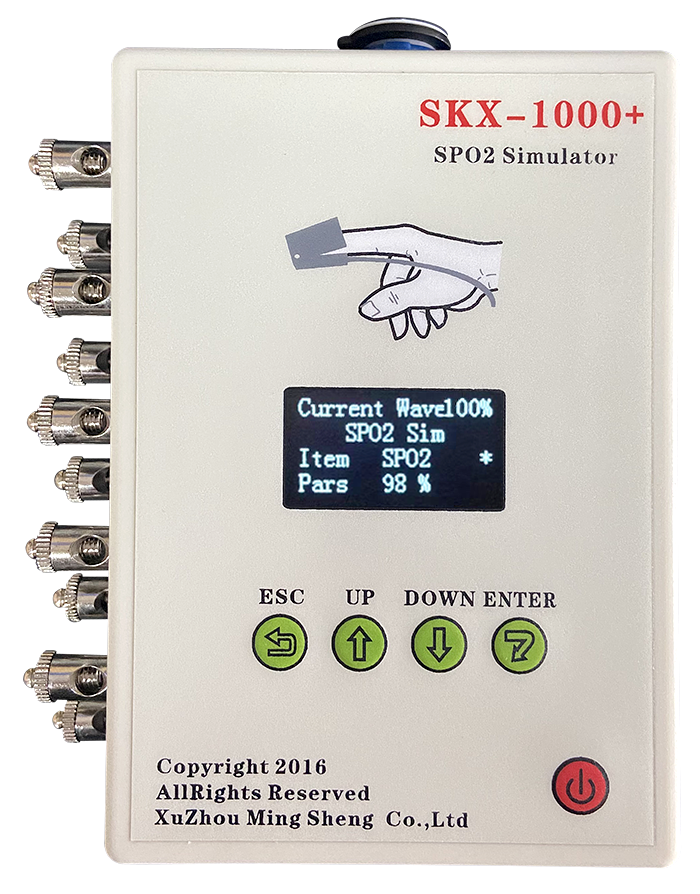 SKX-1000+
SPO2 Simulator
Current Wave100%
SPO2 Sim
Item SPO2 *
Pars 98 %
ESC UP DOWN ENTER
Copyright 2016
AllRights Reserved
XuZhou Ming Sheng Co.,Ltd